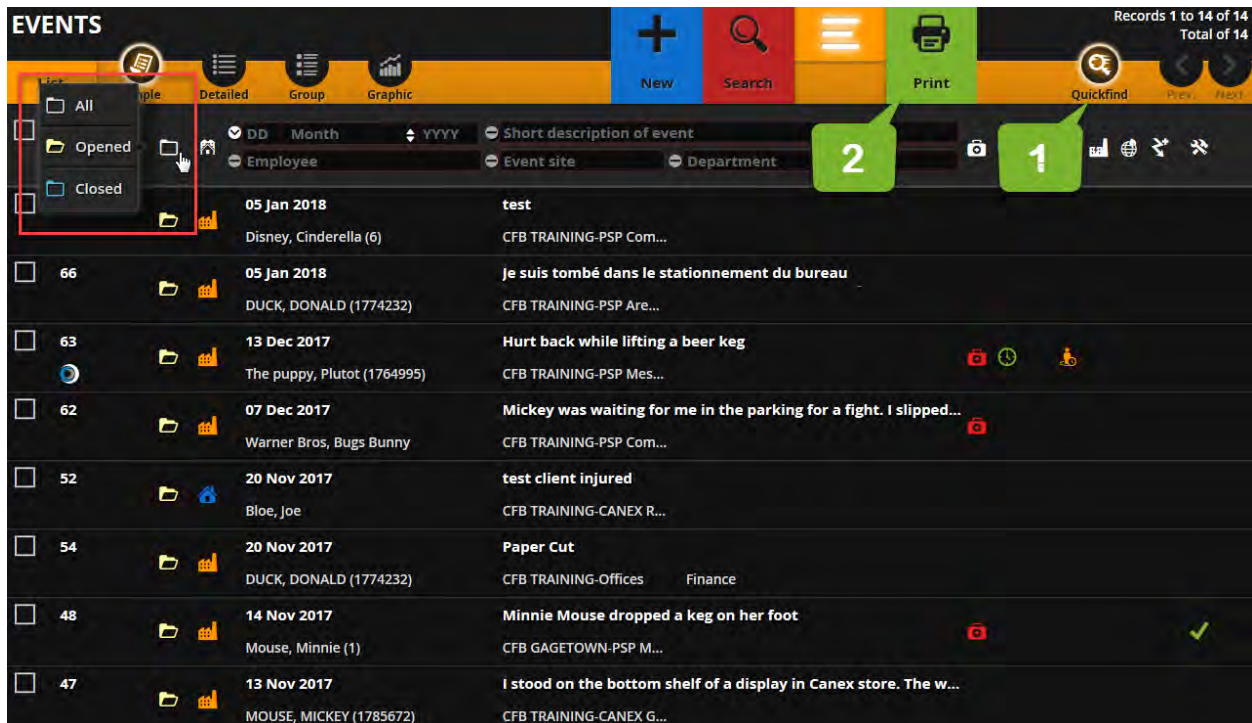 EVENTS
Records 1 to 14 of 14
Total of 14
List
Detailed
Group
Graphic
New
Search
Print
Quickfind
Prev.
Next
All
Opened
Closed
DD Month YYYY
Short description of event
Employee
Event site
Department
2
1
05 Jan 2018
test
Disney, Cinderella (6)
CFB TRAINING-PSP Com...
66
05 Jan 2018
Je suis tombé dans le stationnement du bureau
DUCK, DONALD (1774232)
CFB TRAINING-PSP Are...
63
13 Dec 2017
Hurt back while lifting a beer keg
The puppy, Plutot (1764995)
CFB TRAINING-PSP Mes...
62
07 Dec 2017
Mickey was waiting for me in the parking for a fight. I slipped...
Warner Bros, Bugs Bunny
CFB TRAINING-PSP Com...
52
20 Nov 2017
test client injured
Bloe, Joe
CFB TRAINING-CANEX R...
54
20 Nov 2017
Paper Cut
DUCK, DONALD (1774232)
CFB TRAINING-Offices
Finance
48
14 Nov 2017
Minnie Mouse dropped a keg on her foot
Mouse, Minnie (1)
CFB GAGETOWN-PSP M...
47
13 Nov 2017
I stood on the bottom shelf of a display in Canex store. The w...
MOUSE, MICKEY (1785672)
CFB TRAINING-CANEX G...